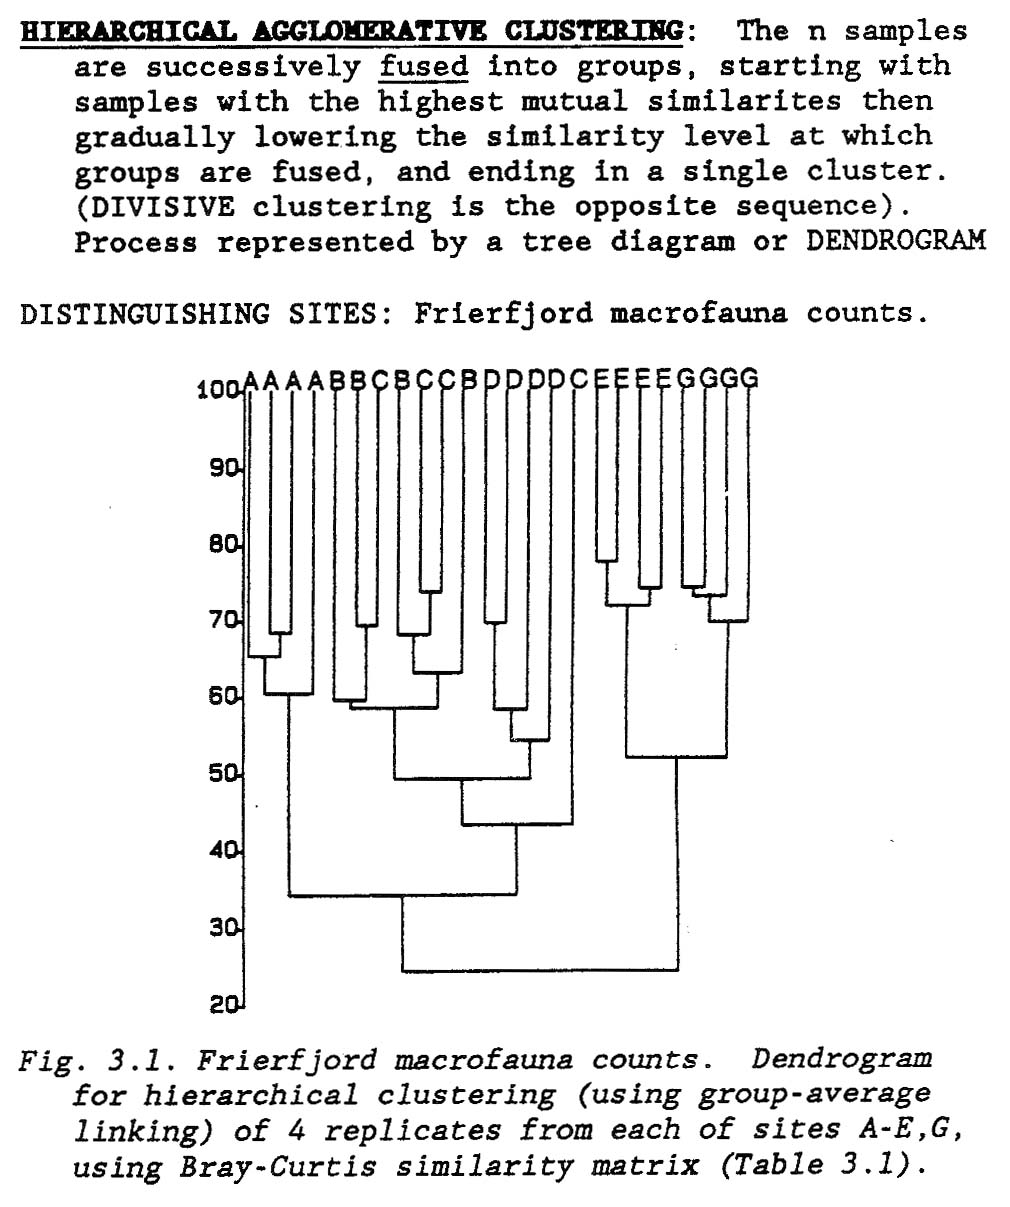 HIERARCHICAL AGGLOMERATIVE CLUSTERING: The n samples
are successively fused into groups, starting with
samples with the highest mutual similarites then
gradually lowering the similarity level at which
groups are fused, and ending in a single cluster.
(DIVISIVE clustering is the opposite sequence).
Process represented by a tree diagram or DENDROGRAM
DISTINGUISHING SITES: Frierfjord macrofauna counts.
A A A A B B C B C C B D D D D C E E E E G G G G
100
90
80
70
60
50
40
30
20
Fig. 3.1. Frierfjord macrofauna counts. Dendrogram
for hierarchical clustering (using group-average
linking) of 4 replicates from each of sites A-E,G,
using Bray-Curtis similarity matrix (Table 3.1).